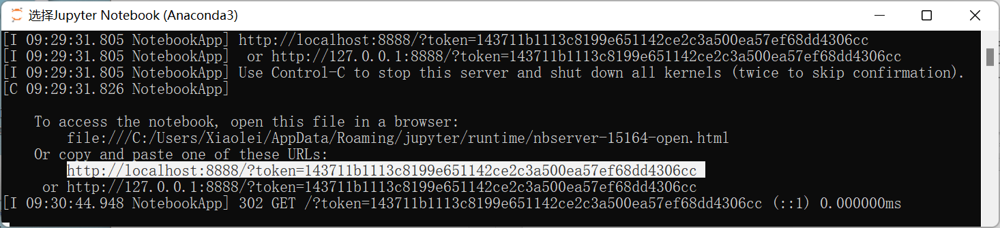 选择Jupyter Notebook (Anaconda3)
[I 09:29:31.805 NotebookApp] http://localhost:8888/?token=143711b1113c8199e651142ce2c3a500ea57ef68dd4306cc
[I 09:29:31.805 NotebookApp]  or http://127.0.0.1:8888/?token=143711b1113c8199e651142ce2c3a500ea57ef68dd4306cc
[I 09:29:31.805 NotebookApp] Use Control-C to stop this server and shut down all kernels (twice to skip confirmation).
[C 09:29:31.826 NotebookApp]
To access the notebook, open this file in a browser:
file:///C:/Users/Xiaolei/AppData/Roaming/jupyter/runtime/nbserver-15164-open.html
Or copy and paste one of these URLs:
http://localhost:8888/?token=143711b1113c8199e651142ce2c3a500ea57ef68dd4306cc
or http://127.0.0.1:8888/?token=143711b1113c8199e651142ce2c3a500ea57ef68dd4306cc
[I 09:30:44.948 NotebookApp] 302 GET /?token=143711b1113c8199e651142ce2c3a500ea57ef68dd4306cc (::1) 0.000000ms